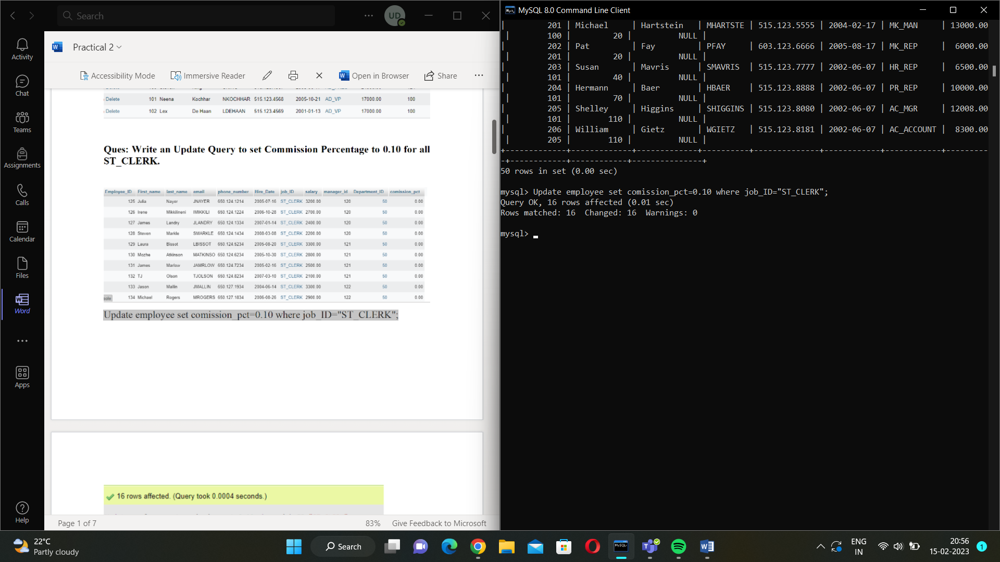 Search
UD
Activity
Chat
Teams
Assignments
Calls
Calendar
Files
Word
Apps
Help
Practical 2
Accessibility Mode
Immersive Reader
Open in Browser
Share
Delete 101 Neena Kochhar NKOCHHAR 515.123.4568 2005-10-21 AD_VP 17000.00 100
Delete 102 Lex De Haan LDEHAAN 515.123.4569 2001-01-13 AD_VP 17000.00 100
Ques: Write an Update Query to set Commission Percentage to 0.10 for all
ST_CLERK.
Employee_ID First_name last_name email phone_number Hire_Date job_ID salary manager_id Department_ID comission_pct
125 Julia Nayer JNAYER 650.124.1214 2005-07-16 ST_CLERK 3200.00 120 50 0.00
126 Irene Mikkilineni IMIKKILI 650.124.1224 2006-10-28 ST_CLERK 2700.00 120 50 0.00
127 James Landry JLANDRY 650.124.1334 2007-01-14 ST_CLERK 2400.00 120 50 0.00
128 Steven Markle SMARKLE 650.124.1434 2008-03-08 ST_CLERK 2200.00 120 50 0.00
129 Laura Bissot LBISSOT 650.124.5234 2005-08-20 ST_CLERK 3300.00 121 50 0.00
130 Mozhe Atkinson MATKINSO 650.124.6234 2005-10-30 ST_CLERK 2800.00 121 50 0.00
131 James Marlow JAMRLOW 650.124.7234 2005-02-16 ST_CLERK 2500.00 121 50 0.00
132 TJ Olson TJOLSON 650.124.8234 2007-03-10 ST_CLERK 2100.00 121 50 0.00
133 Jason Mallin JMALLIN 650.127.1934 2004-06-14 ST_CLERK 3300.00 122 50 0.00
134 Michael Rogers MROGERS 650.127.1834 2006-08-26 ST_CLERK 2900.00 122 50 0.00
Update employee set comission_pct=0.10 where job_ID="ST_CLERK";
16 rows affected. (Query took 0.0004 seconds.)
Page 1 of 7
83%
Give Feedback to Microsoft
MySQL 8.0 Command Line Client
| 201 | Michael | Hartstein | MHARTSTE | 515.123.5555 | 2004-02-17 | MK_MAN | 13000.00
| 100 | 20 | NULL |
| 202 | Pat | Fay | PFAY | 603.123.6666 | 2005-08-17 | MK_REP | 6000.00
| 201 | 20 | NULL |
| 203 | Susan | Mavris | SMAVRIS | 515.123.7777 | 2002-06-07 | HR_REP | 6500.00
| 101 | 40 | NULL |
| 204 | Hermann | Baer | HBAER | 515.123.8888 | 2002-06-07 | PR_REP | 10000.00
| 101 | 70 | NULL |
| 205 | Shelley | Higgins | SHIGGINS | 515.123.8080 | 2002-06-07 | AC_MGR | 12008.00
| 101 | 110 | NULL |
| 206 | William | Gietz | WGIETZ | 515.123.8181 | 2002-06-07 | AC_ACCOUNT | 8300.00
| 205 | 110 | NULL |
+-------------+-------------+-------------+----------+--------------+------------+------------+---------
-+------------+------------+---------------+
50 rows in set (0.00 sec)
mysql> Update employee set comission_pct=0.10 where job_ID="ST_CLERK";
Query OK, 16 rows affected (0.01 sec)
Rows matched: 16 Changed: 16 Warnings: 0
mysql>
22°C
Partly cloudy
Search
ENG
IN
20:56
15-02-2023
1